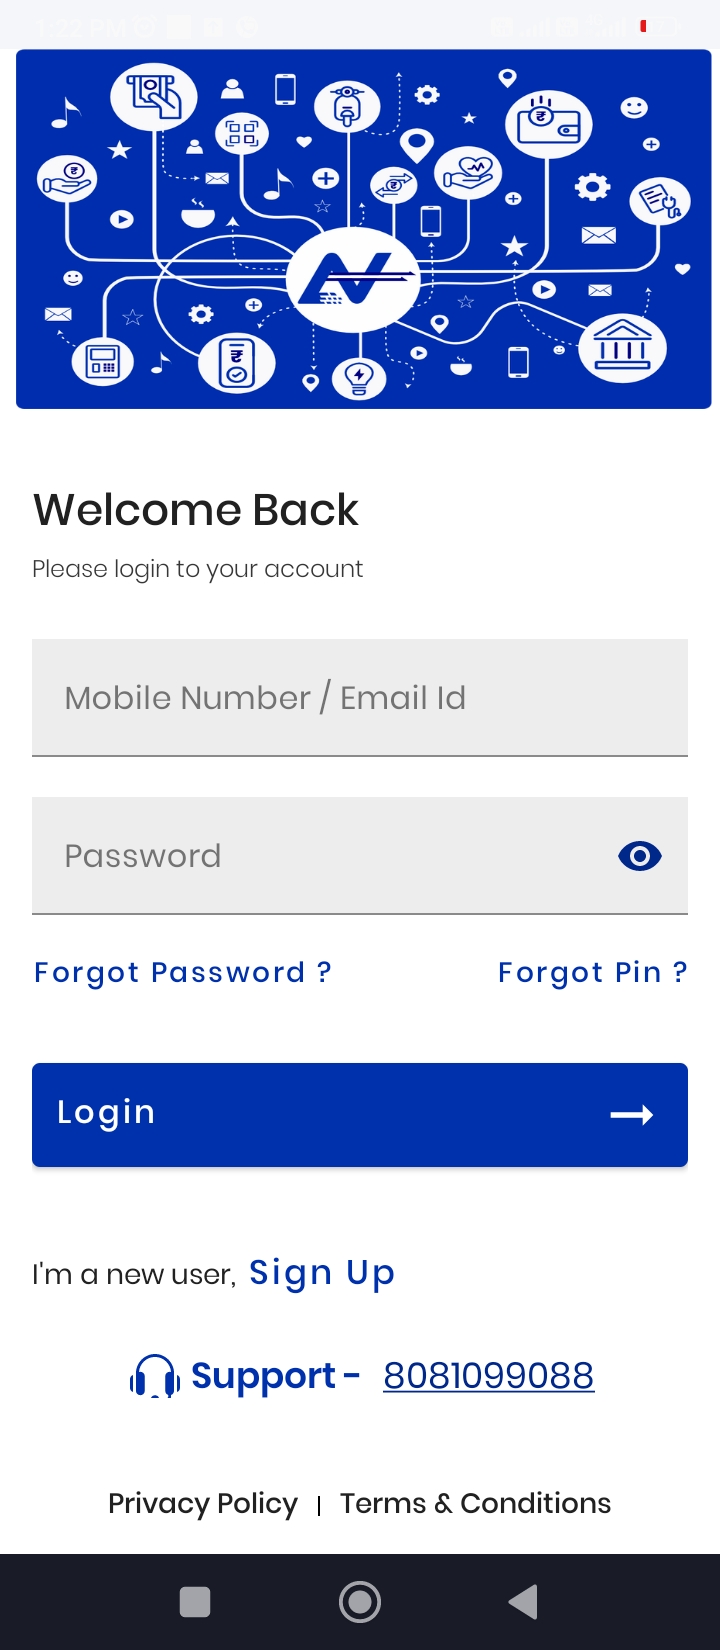 1:22 PM
Welcome Back
Please login to your account
Mobile Number / Email Id
Password
Forgot Password ? Forgot Pin ?
Login
I'm a new user, Sign Up
Support - 8081099088
Privacy Policy | Terms & Conditions